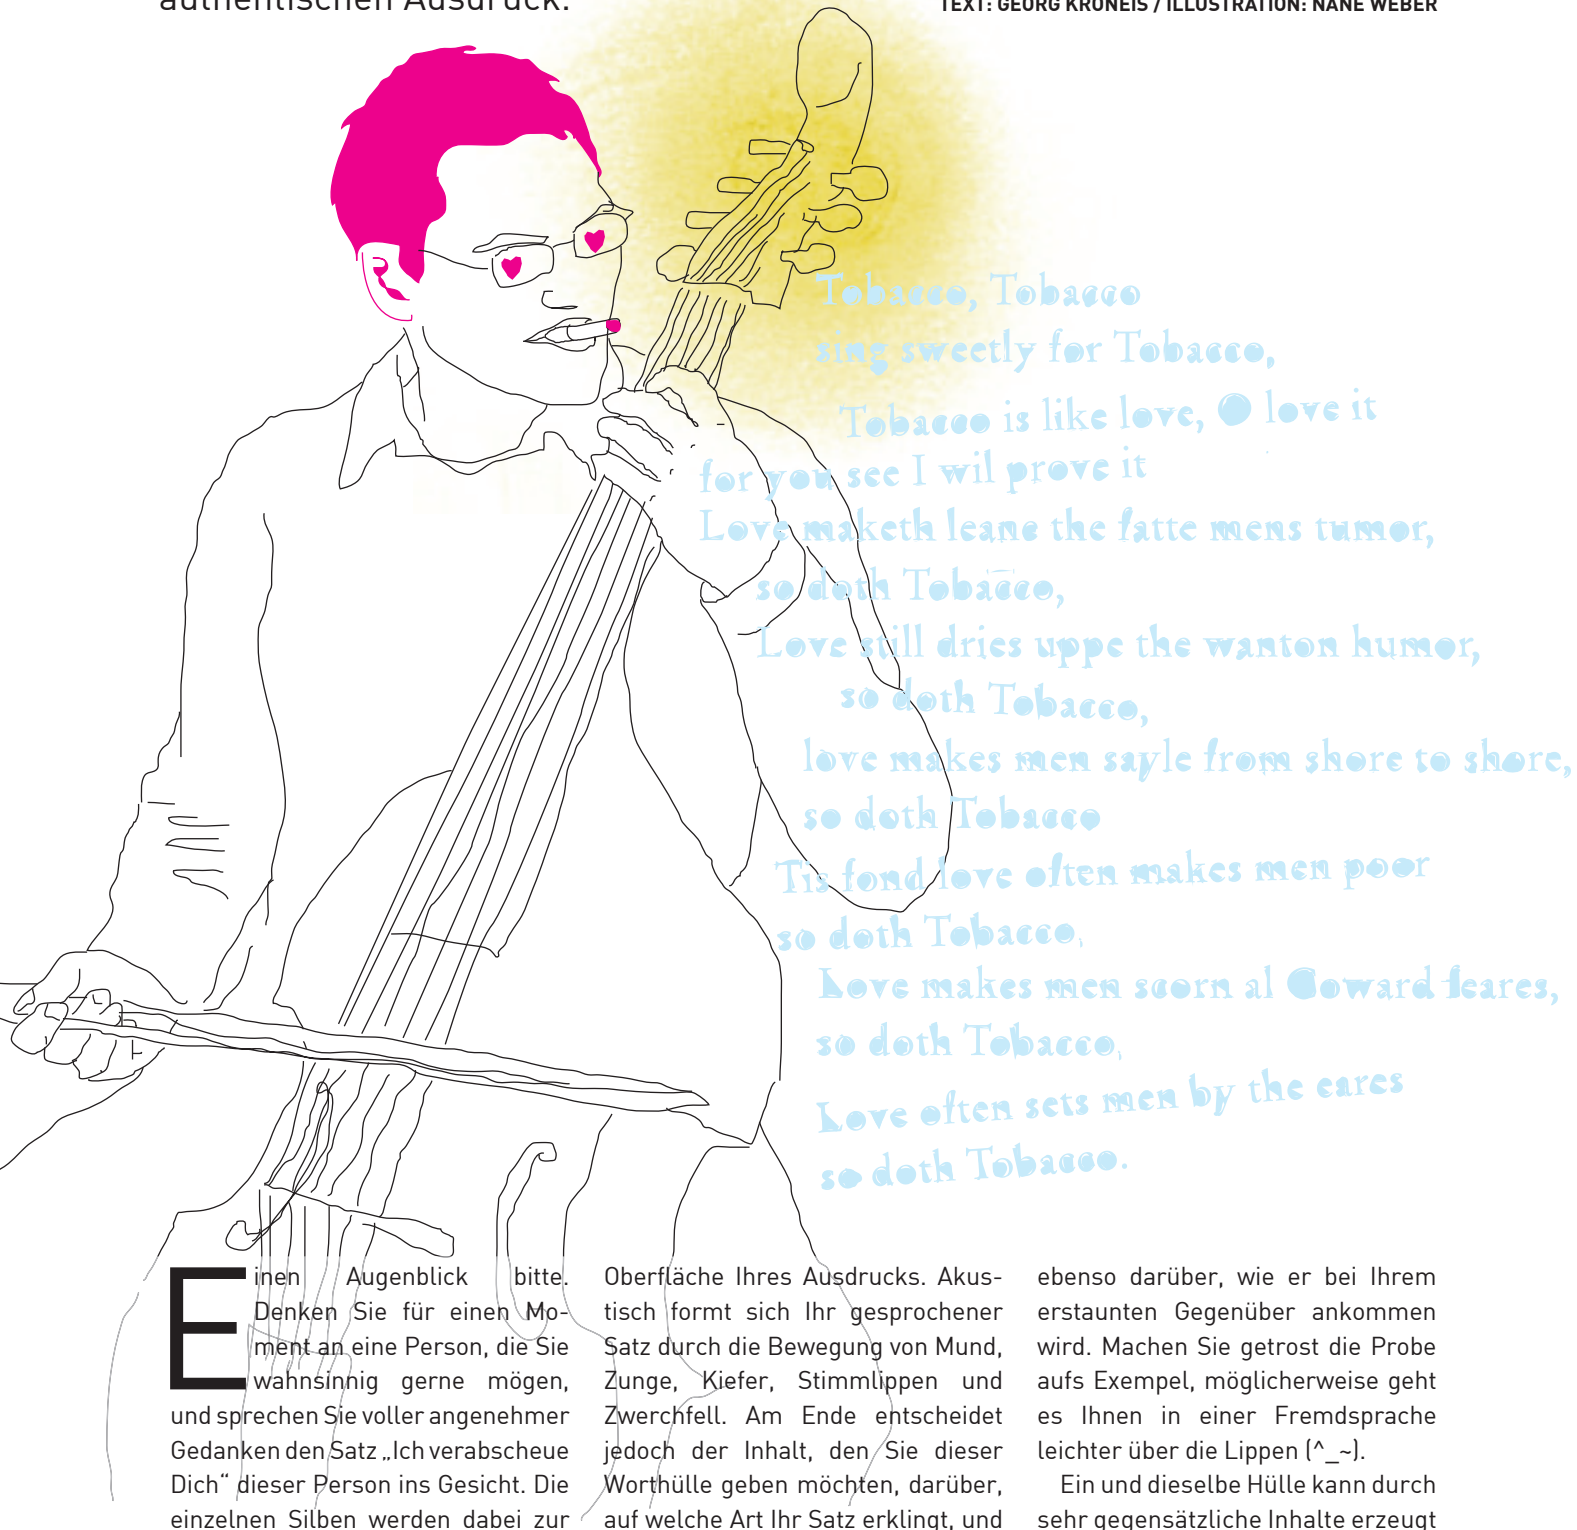 authentischen Ausdruck.
TEXT: GEORG KRONEIS / ILLUSTRATION: NANE WEBER
Tobacco, Tobacco
sing sweetly for Tobacco,
Tobacco is like love, O love it
for you see I wil prove it
Love maketh leane the fatte mens tumor,
so doth Tobacco,
Love still dries uppe the wanton humor,
so doth Tobacco,
love makes men sayle from shore to shore,
so doth Tobacco
Tis fond love often makes men poor
so doth Tobacco,
Love makes men scorn al Coward feares,
so doth Tobacco,
Love often sets men by the eares
so doth Tobacco.
Einen Augenblick bitte.
Denken Sie für einen Mo-
ment an eine Person, die Sie
wahnsinnig gerne mögen,
und sprechen Sie voller angenehmer
Gedanken den Satz „Ich verabscheue
Dich“ dieser Person ins Gesicht. Die
einzelnen Silben werden dabei zur
Oberfläche Ihres Ausdrucks. Akus-
tisch formt sich Ihr gesprochener
Satz durch die Bewegung von Mund,
Zunge, Kiefer, Stimmlippen und
Zwerchfell. Am Ende entscheidet
jedoch der Inhalt, den Sie dieser
Worthülle geben möchten, darüber,
auf welche Art Ihr Satz erklingt, und
ebenso darüber, wie er bei Ihrem
erstaunten Gegenüber ankommen
wird. Machen Sie getrost die Probe
aufs Exempel, möglicherweise geht
es Ihnen in einer Fremdsprache
leichter über die Lippen (^_~).
Ein und dieselbe Hülle kann durch
sehr gegensätzliche Inhalte erzeugt